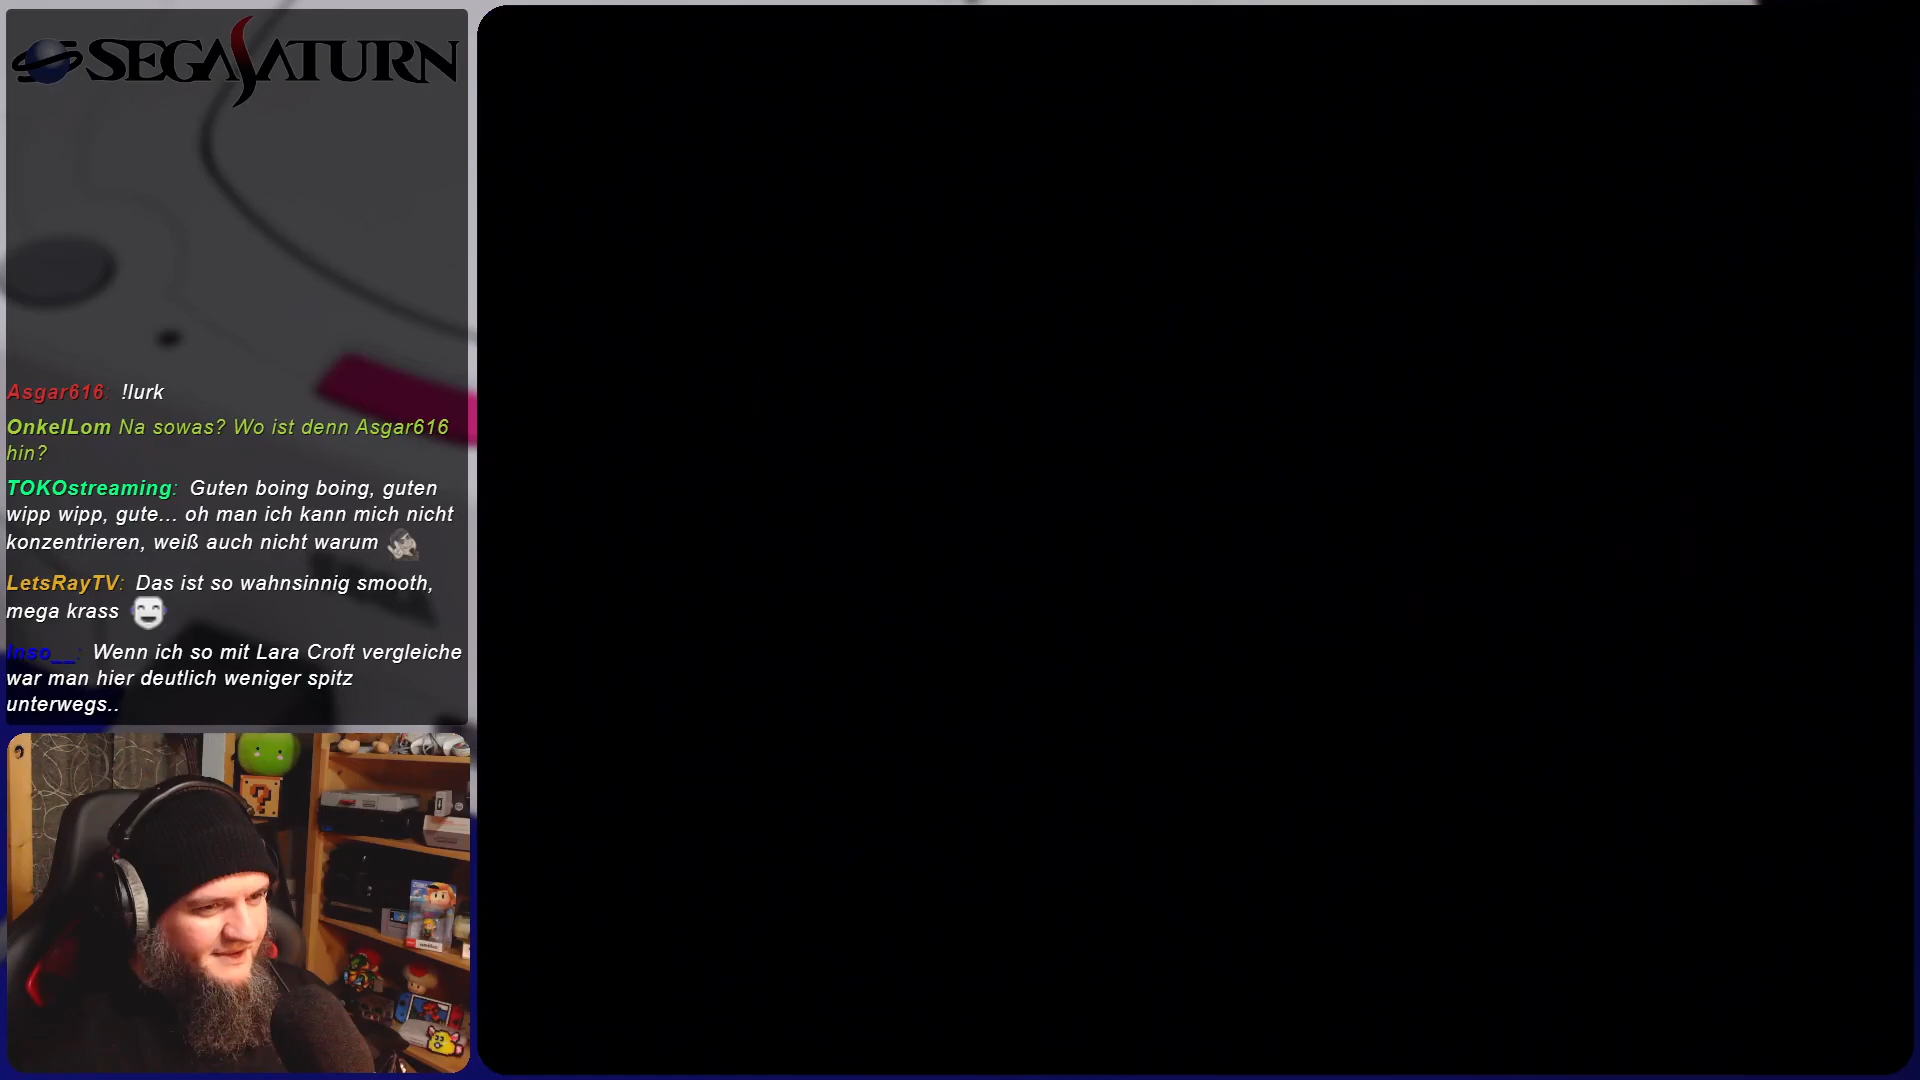 SEGA SATURN
Asgar616: !lurk
OnkelLom Na sowas? Wo ist denn Asgar616
hin?
TOKOstreaming: Guten boing boing, guten
wipp wipp, gute... oh man ich kann mich nicht
konzentrieren, weiß auch nicht warum
LetsRayTV: Das ist so wahnsinnig smooth,
mega krass
Inso__: Wenn ich so mit Lara Croft vergleiche
war man hier deutlich weniger spitz
unterwegs..